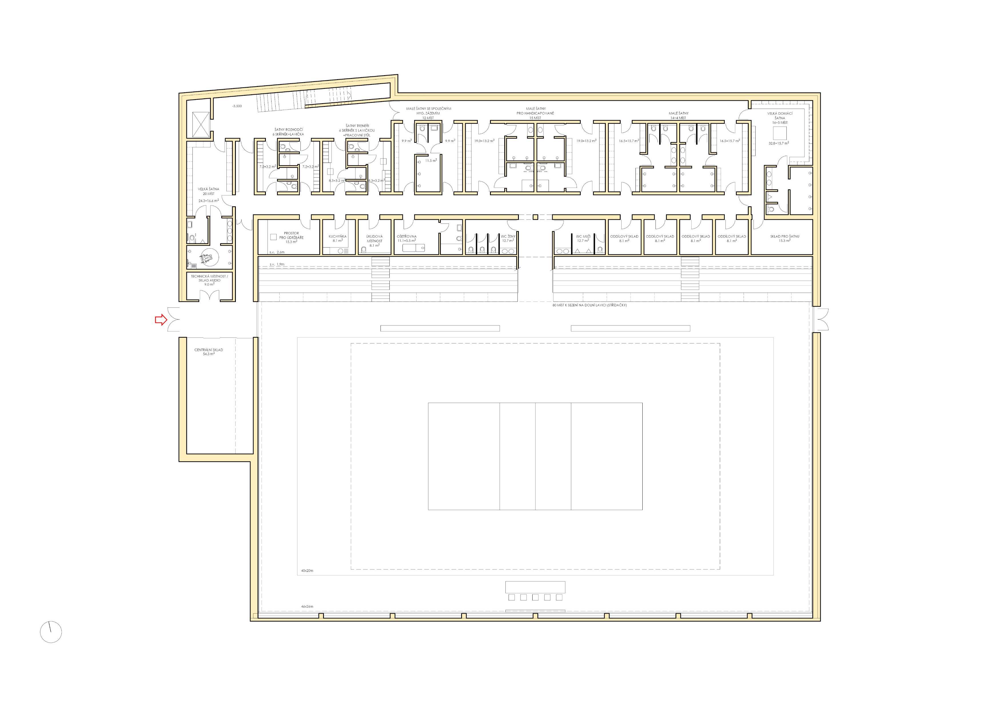 -3.500
MALÉ ŠATNY SE SPOLEČNÝM
HYG. ZÁZEMÍM
12 MÍST
MALÉ ŠATNY
PRO HANDICAPOVANÉ
15 MÍST
MALÉ ŠATNY
14+4 MÍST
VELKÁ DOMÁCÍ
ŠATNA
16+5 MÍST
32.8+15.7 m²
ŠATNY ROZHODČÍ
6 SKŘÍNĚK+LAVIČKA
ŠATNY TRENÉŘI
6 SKŘÍNĚK S LAVIČKOU
+PRACOVNÍ STŮL
9.9 m²
9.9 m²
19.0+13.2 m²
19.0+13.2 m²
16.5+15.7 m²
16.5+15.7 m²
11.5 m²
7.2+3.2 m²
7.2+3.2 m²
8.3+3.2 m²
8.3+3.2 m²
VELKÁ ŠATNA
20 MÍST
24.3+16.6 m²
PROSTOR
PRO ÚDRŽBÁŘE
15.3 m²
s.v. 2,6m
KUCHYŇKA
8.1 m²
ÚKLIDOVÁ
MÍSTNOST
8.1 m²
OŠETŘOVNA
11.1+5.5 m²
WC ŽENY
12.7 m²
WC MUŽI
12.7 m²
ODDÍLOVÝ SKLAD
8.1 m²
ODDÍLOVÝ SKLAD
8.1 m²
ODDÍLOVÝ SKLAD
8.1 m²
ODDÍLOVÝ SKLAD
8.1 m²
SKLAD PRO ŠATNU
15.3 m²
s.v. 1,9m
TECHNICKÁ MÍSTNOST /
SKLAD AUDIO
9.0 m²
80 MÍST K SEZENÍ NA DOLNÍ LAVICI (STŘÍDAČKY)
CENTRÁLNÍ SKLAD
54.3 m²
40x20m
46x26m